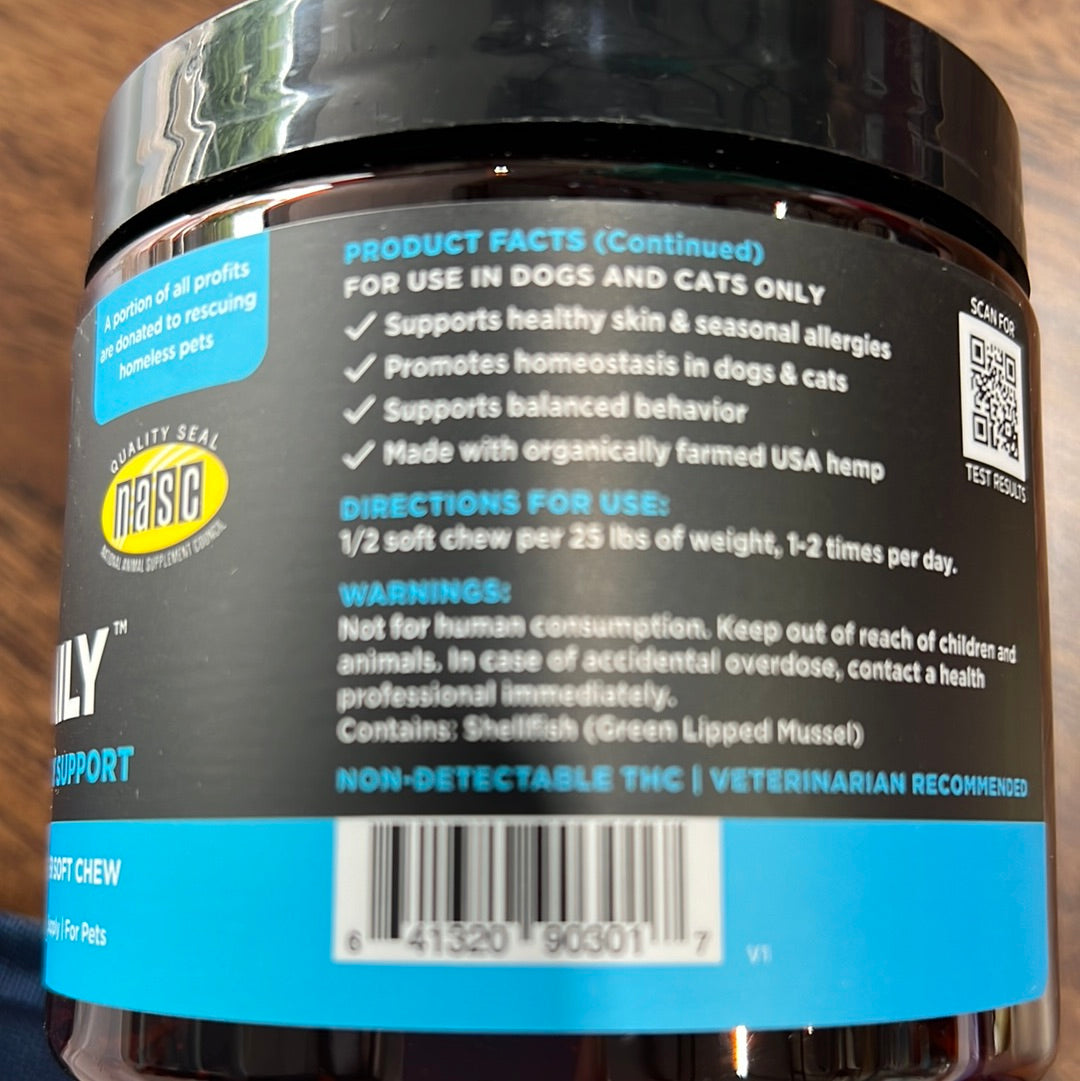 A portion of all profits
are donated to rescuing
homeless pets
QUALITY SEAL
nasc
NATIONAL ANIMAL SUPPLEMENT COUNCIL
ILY™
SUPPORT
SOFT CHEW
| For Pets
PRODUCT FACTS (Continued)
FOR USE IN DOGS AND CATS ONLY
✓ Supports healthy skin & seasonal allergies
✓ Promotes homeostasis in dogs & cats
✓ Supports balanced behavior
✓ Made with organically farmed USA hemp
DIRECTIONS FOR USE:
1/2 soft chew per 25 lbs of weight, 1-2 times per day.
WARNINGS:
Not for human consumption. Keep out of reach of children and
animals. In case of accidental overdose, contact a health
professional immediately.
Contains: Shellfish (Green Lipped Mussel)
NON-DETECTABLE THC | VETERINARIAN RECOMMENDED
6 41320 90301 7
V1
SCAN FOR
TEST RESULTS